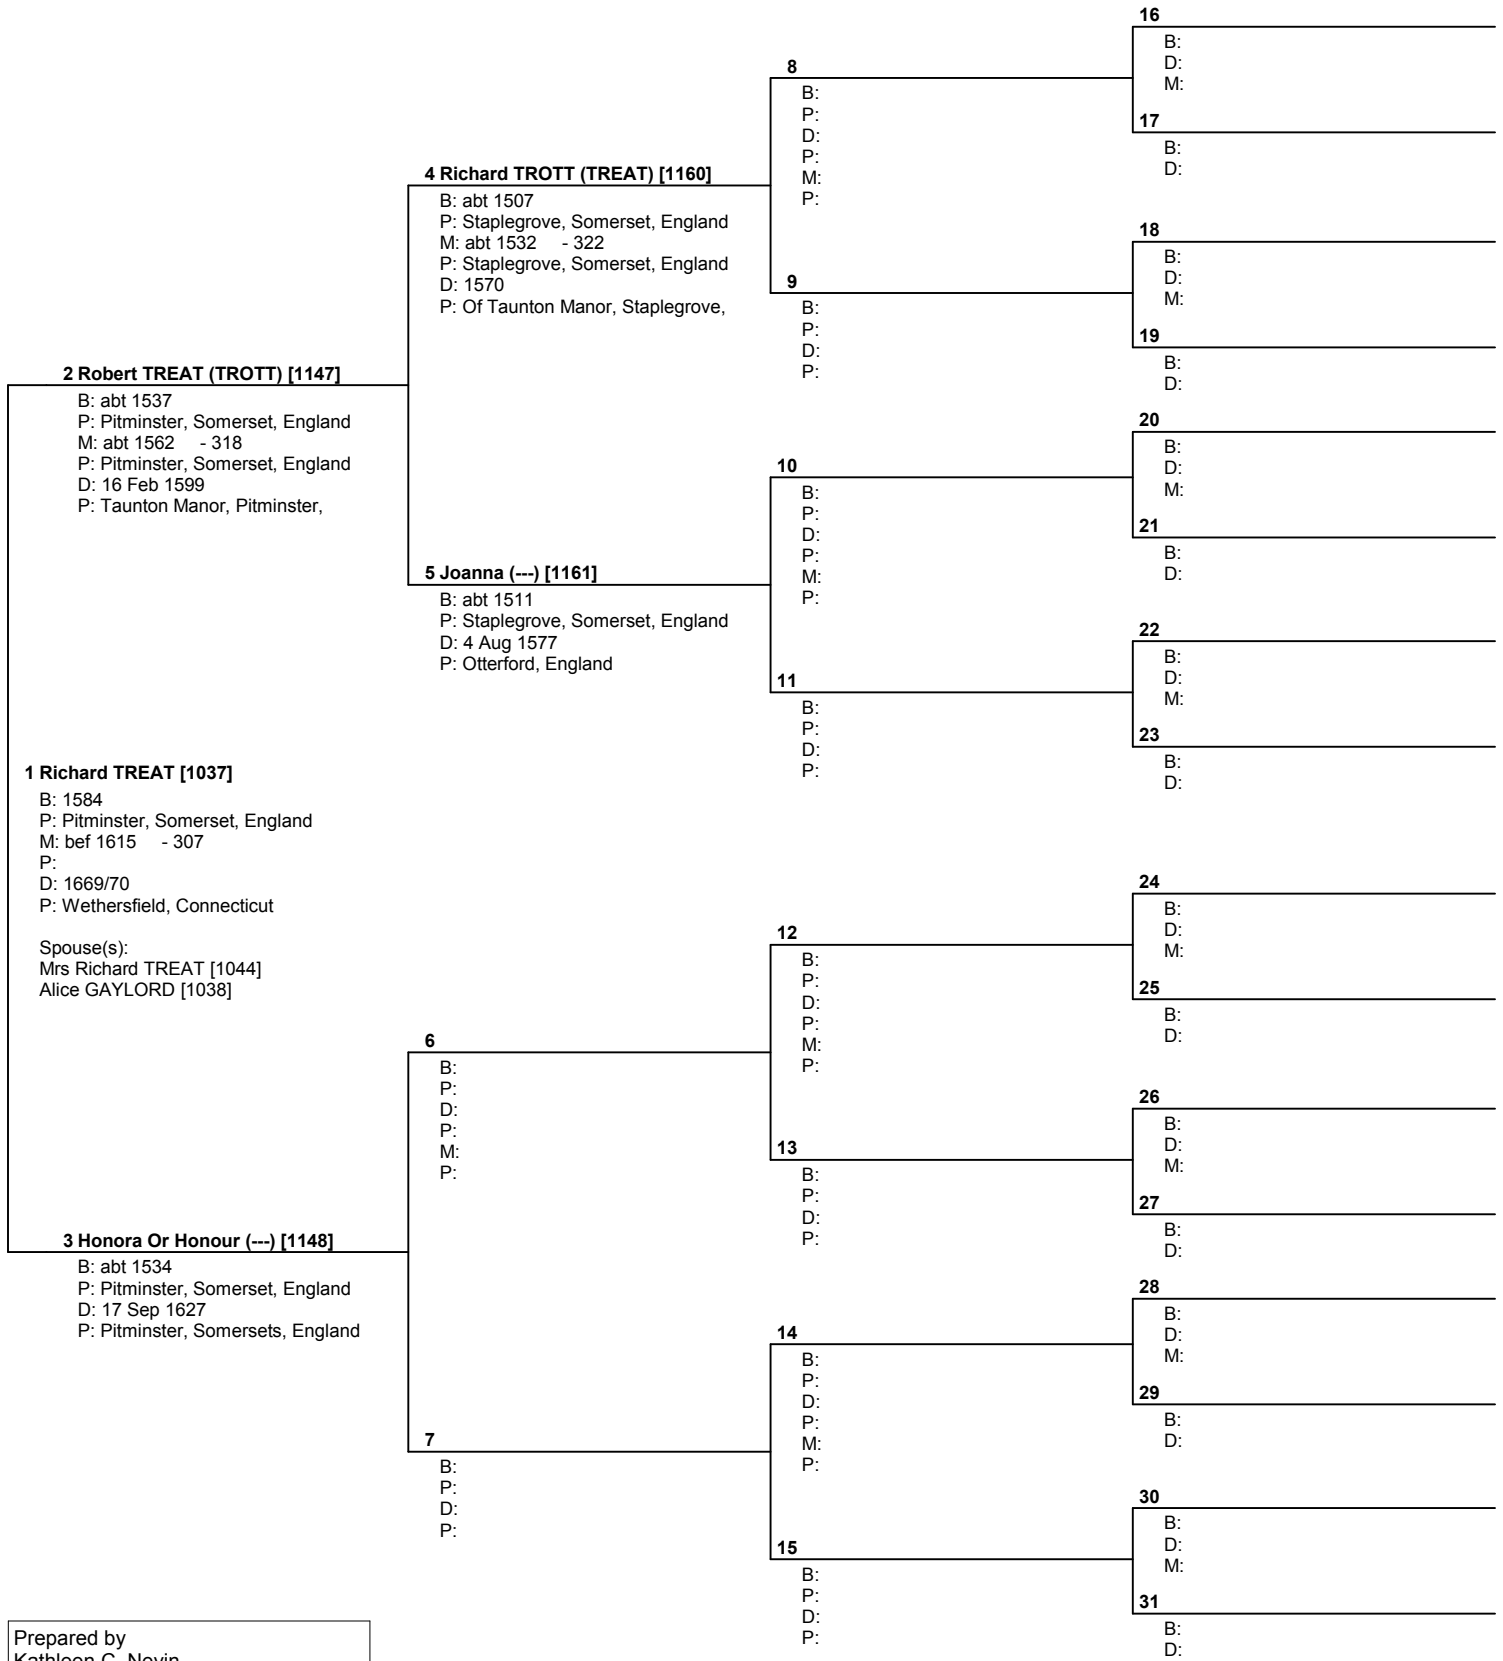 16
B:
D:
M:
8
B:
P:
D:
P:
M:
P:
17
B:
D:
4 Richard TROTT (TREAT) [1160]
B: abt 1507
P: Staplegrove, Somerset, England
M: abt 1532 - 322
P: Staplegrove, Somerset, England
D: 1570
P: Of Taunton Manor, Staplegrove,
18
B:
D:
M:
9
B:
P:
D:
P:
19
B:
D:
2 Robert TREAT (TROTT) [1147]
B: abt 1537
P: Pitminster, Somerset, England
M: abt 1562 - 318
P: Pitminster, Somerset, England
D: 16 Feb 1599
P: Taunton Manor, Pitminster,
20
B:
D:
M:
10
B:
P:
D:
P:
M:
P:
21
B:
D:
5 Joanna (---) [1161]
B: abt 1511
P: Staplegrove, Somerset, England
D: 4 Aug 1577
P: Otterford, England
22
B:
D:
M:
11
B:
P:
D:
P:
23
B:
D:
1 Richard TREAT [1037]
B: 1584
P: Pitminster, Somerset, England
M: bef 1615 - 307
P:
D: 1669/70
P: Wethersfield, Connecticut
Spouse(s):
Mrs Richard TREAT [1044]
Alice GAYLORD [1038]
24
B:
D:
M:
12
B:
P:
D:
P:
M:
P:
25
B:
D:
6
B:
P:
D:
P:
M:
P:
26
B:
D:
M:
13
B:
P:
D:
P:
27
B:
D:
3 Honora Or Honour (---) [1148]
B: abt 1534
P: Pitminster, Somerset, England
D: 17 Sep 1627
P: Pitminster, Somersets, England
28
B:
D:
M:
14
B:
P:
D:
P:
M:
P:
29
B:
D:
7
B:
P:
D:
P:
30
B:
D:
M:
15
B:
P:
D:
P:
31
B:
D:
Prepared by
Kathleen C. Nevin